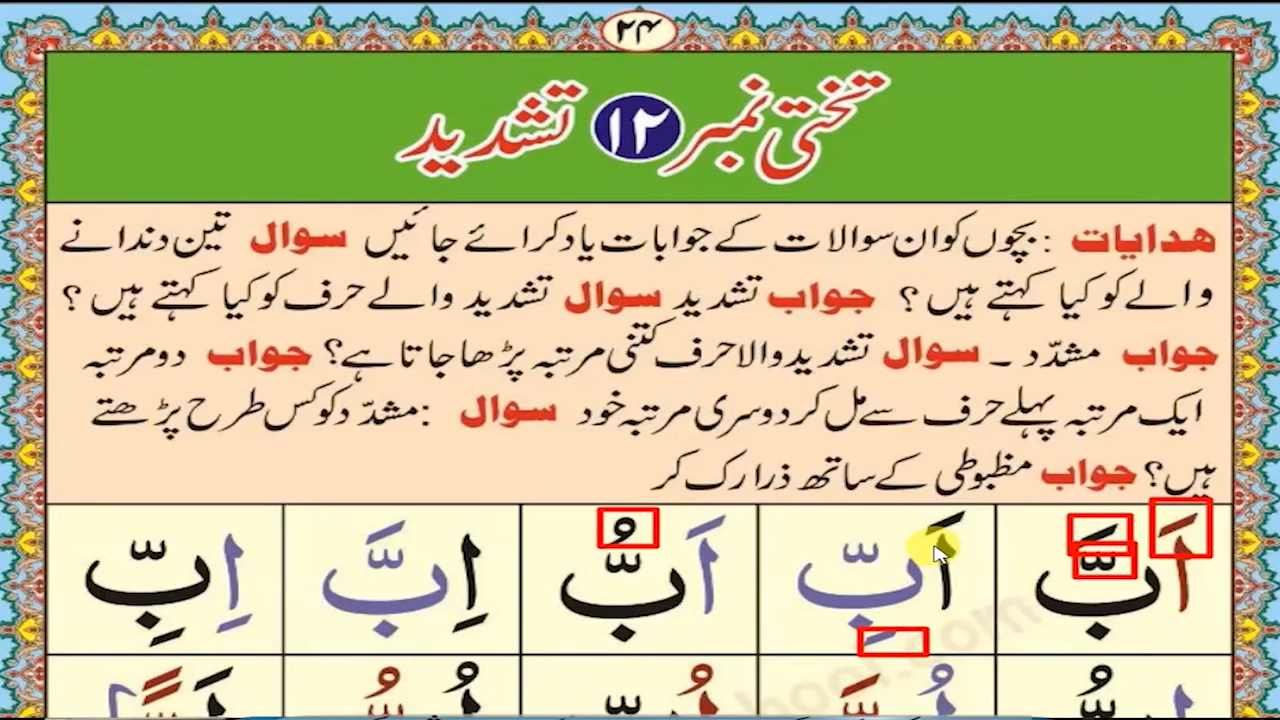 ۲۴
تختی نمبر ۱۲ تشدید
ھدایات : بچوں کو ان سوالات کے جوابات یاد کرائے جائیں سوال تین دندانے
والے کو کیا کہتے ہیں ؟ جواب تشدید سوال تشدید والے حرف کو کیا کہتے ہیں ؟
جواب مشدّد ۔ سوال تشدید والا حرف کتنی مرتبہ پڑھا جاتا ہے؟ جواب دو مرتبہ
ایک مرتبہ پہلے حرف سے مل کر دوسری مرتبہ خود سوال : مشدّد کو کس طرح پڑھتے
ہیں؟ جواب مظبوطی کے ساتھ ذرا رک کر
اَبَّ اَبِّ اَبُّ اِبَّ اِبِّ